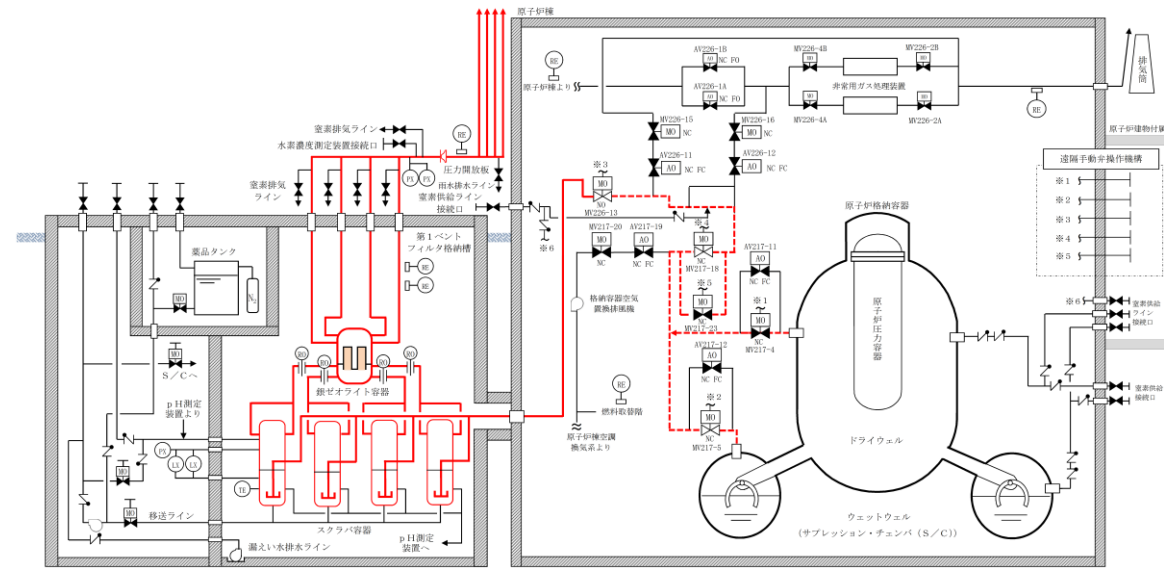 原子炉棟
RE
原子炉棟より
AV226-1B
AO
NC FO
AO
NC FO
AV226-1A
MV226-4B
MO
MV226-2B
MO
非常用ガス処理装置
MO
MV226-4A
MO
MV226-2A
RE
排気筒
原子炉建物付属
遠隔手動弁操作機構
※1
※2
※3
※4
※5
MV226-15
MO
NC
MV226-16
MO
NC
AV226-11
AO
NC FC
AV226-12
AO
NC FC
※3
MO
NO
MV226-13
窒素排気ライン
水素濃度測定装置接続口
RE
圧力開放板
PX
PX
雨水排水ライン
窒素供給ライン
接続口
窒素排気
ライン
※6
第1ベント
フィルタ格納槽
RE
RE
薬品タンク
N₂
MO
MO
S/Cへ
pH測定
装置より
RO
RO
RO
RO
銀ゼオライト容器
PX
LX
LX
TE
MO
MO
移送ライン
スクラバ容器
漏えい水排水ライン
pH測定
装置へ
MV217-20
MO
NC
AV217-19
AO
NC FC
※4
MO
NC
MV217-18
※5
MO
NC
MV217-23
AV217-11
AO
NC FC
※1
MO
NC
MV217-4
AV217-12
AO
NC FC
※2
MO
NC
MV217-5
格納容器空気
置換排風機
RE
燃料取替階
原子炉棟空調
換気系より
原子炉格納容器
原子炉圧力容器
ドライウェル
ウェットウェル
(サプレッション・チェンバ(S/C))
※6
窒素供給
ライン
接続口
窒素供給
接続口